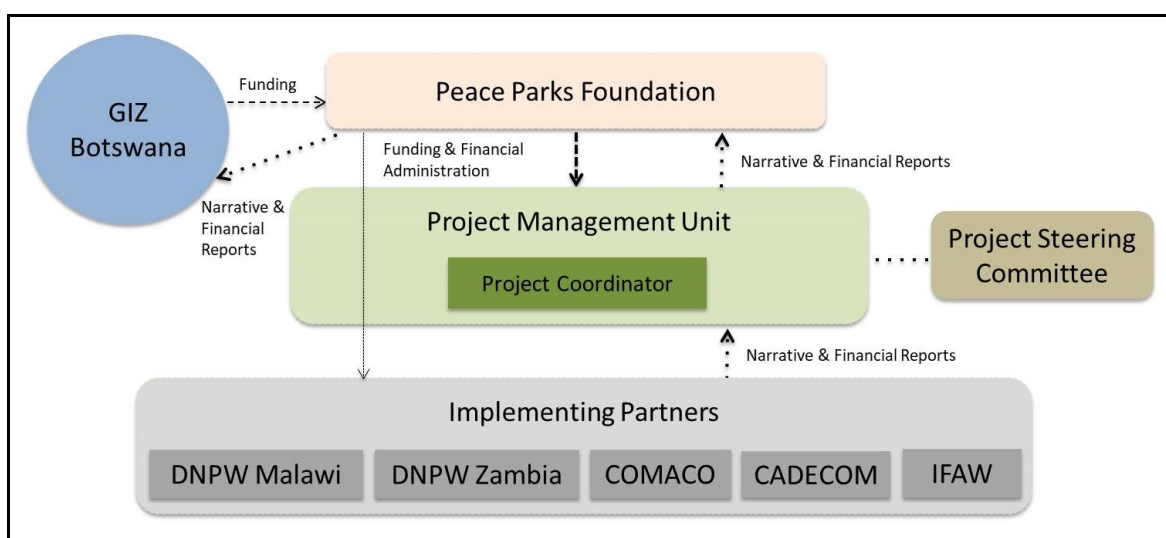 GIZ
Botswana
Funding
Peace Parks Foundation
Narrative &
Financial
Reports
Funding & Financial
Administration
Narrative & Financial Reports
Project Management Unit
Project Coordinator
Project Steering
Committee
Narrative & Financial Reports
Implementing Partners
DNPW Malawi
DNPW Zambia
COMACO
CADECOM
IFAW